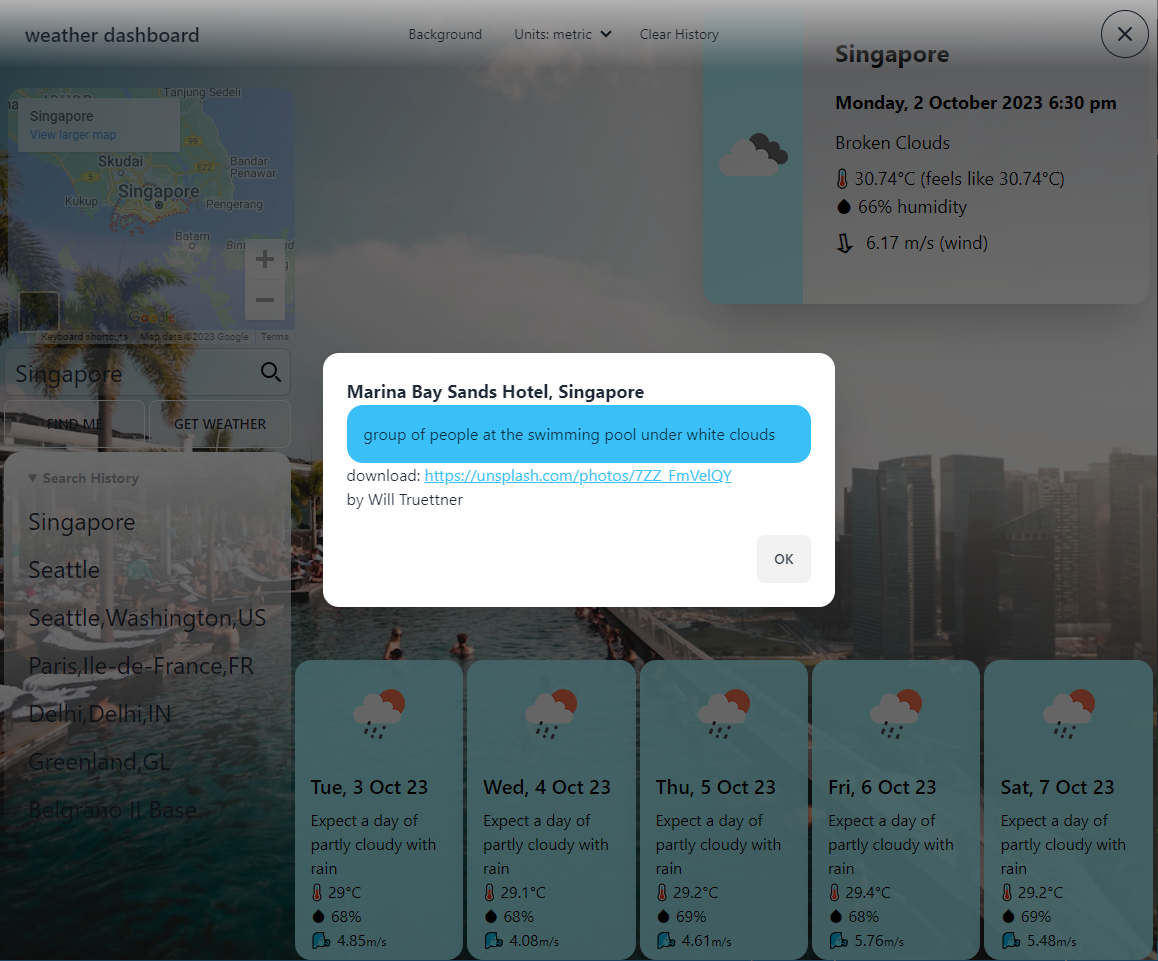 weather dashboard
Background
Units: metric
Clear History
Singapore
Monday, 2 October 2023 6:30 pm
Broken Clouds
30.74°C (feels like 30.74°C)
66% humidity
6.17 m/s (wind)
Tanjung Sedeli
Singapore
View larger map
99
Skudai
E22
Bandar
Penawar
5
Singapore
Kukup
Pengerang
Batam
Google
Keyboard shortcuts
Map data ©2023 Google
Terms
Singapore
FIND ME
GET WEATHER
Search History
Singapore
Seattle
Seattle,Washington,US
Paris,Ile-de-France,FR
Delhi,Delhi,IN
Greenland,GL
Belgrano II Base
Marina Bay Sands Hotel, Singapore
group of people at the swimming pool under white clouds
download: https://unsplash.com/photos/7ZZ_FmVelQY
by Will Truettner
OK
Tue, 3 Oct 23
Expect a day of
partly cloudy with
rain
29°C
68%
4.85m/s
Wed, 4 Oct 23
Expect a day of
partly cloudy with
rain
29.1°C
68%
4.08m/s
Thu, 5 Oct 23
Expect a day of
partly cloudy with
rain
29.2°C
69%
4.61m/s
Fri, 6 Oct 23
Expect a day of
partly cloudy with
rain
29.4°C
68%
5.76m/s
Sat, 7 Oct 23
Expect a day of
partly cloudy with
rain
29.2°C
69%
5.48m/s